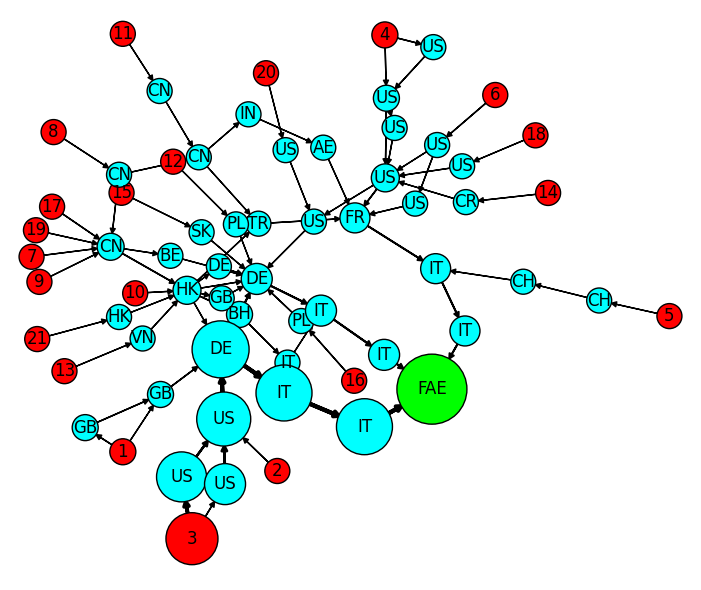 11
4
US
20
CN
US
6
IN
US
8
18
US
AE
US
CN
12
US
CN
14
15
CR
US
17
FR
PL
TR
US
19
SK
CN
7
BE
DE
IT
DE
9
CH
HK
10
GB
CH
PL
IT
BH
HK
5
IT
21
VN
DE
IT
IT
13
16
FAE
IT
GB
US
IT
GB
1
2
US
US
3